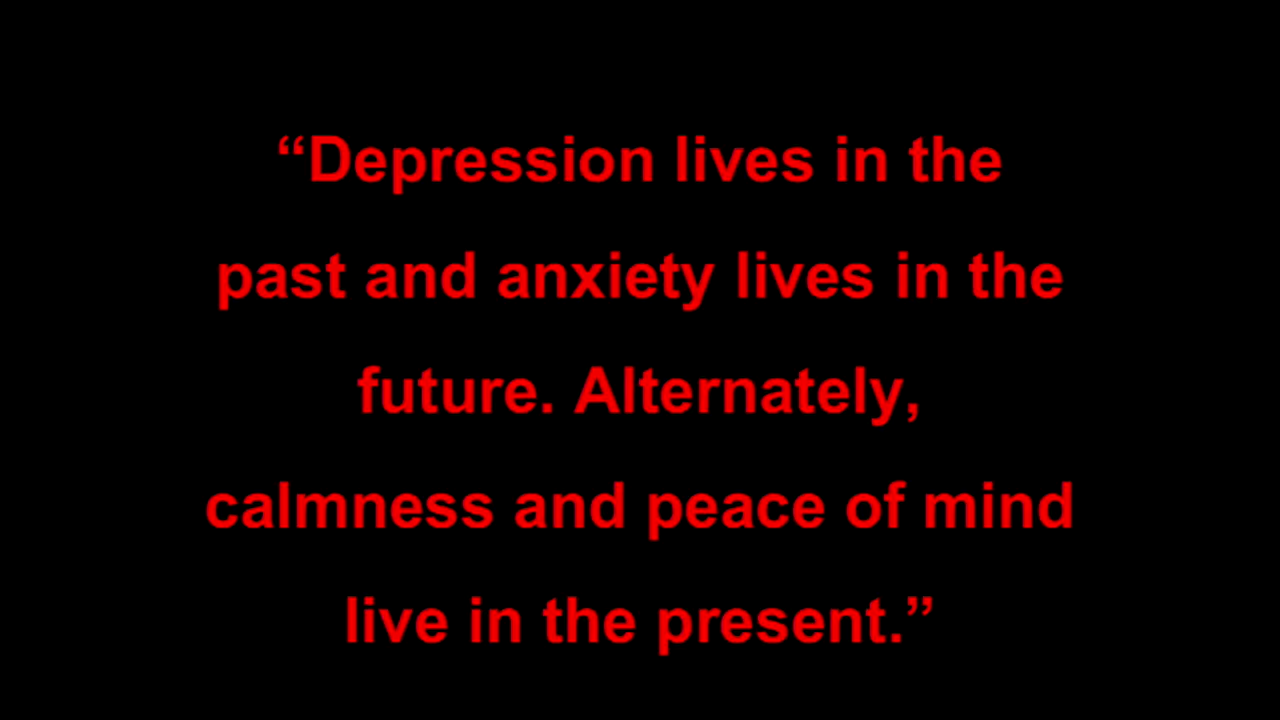 “Depression lives in the
past and anxiety lives in the
future. Alternately,
calmness and peace of mind
live in the present.”